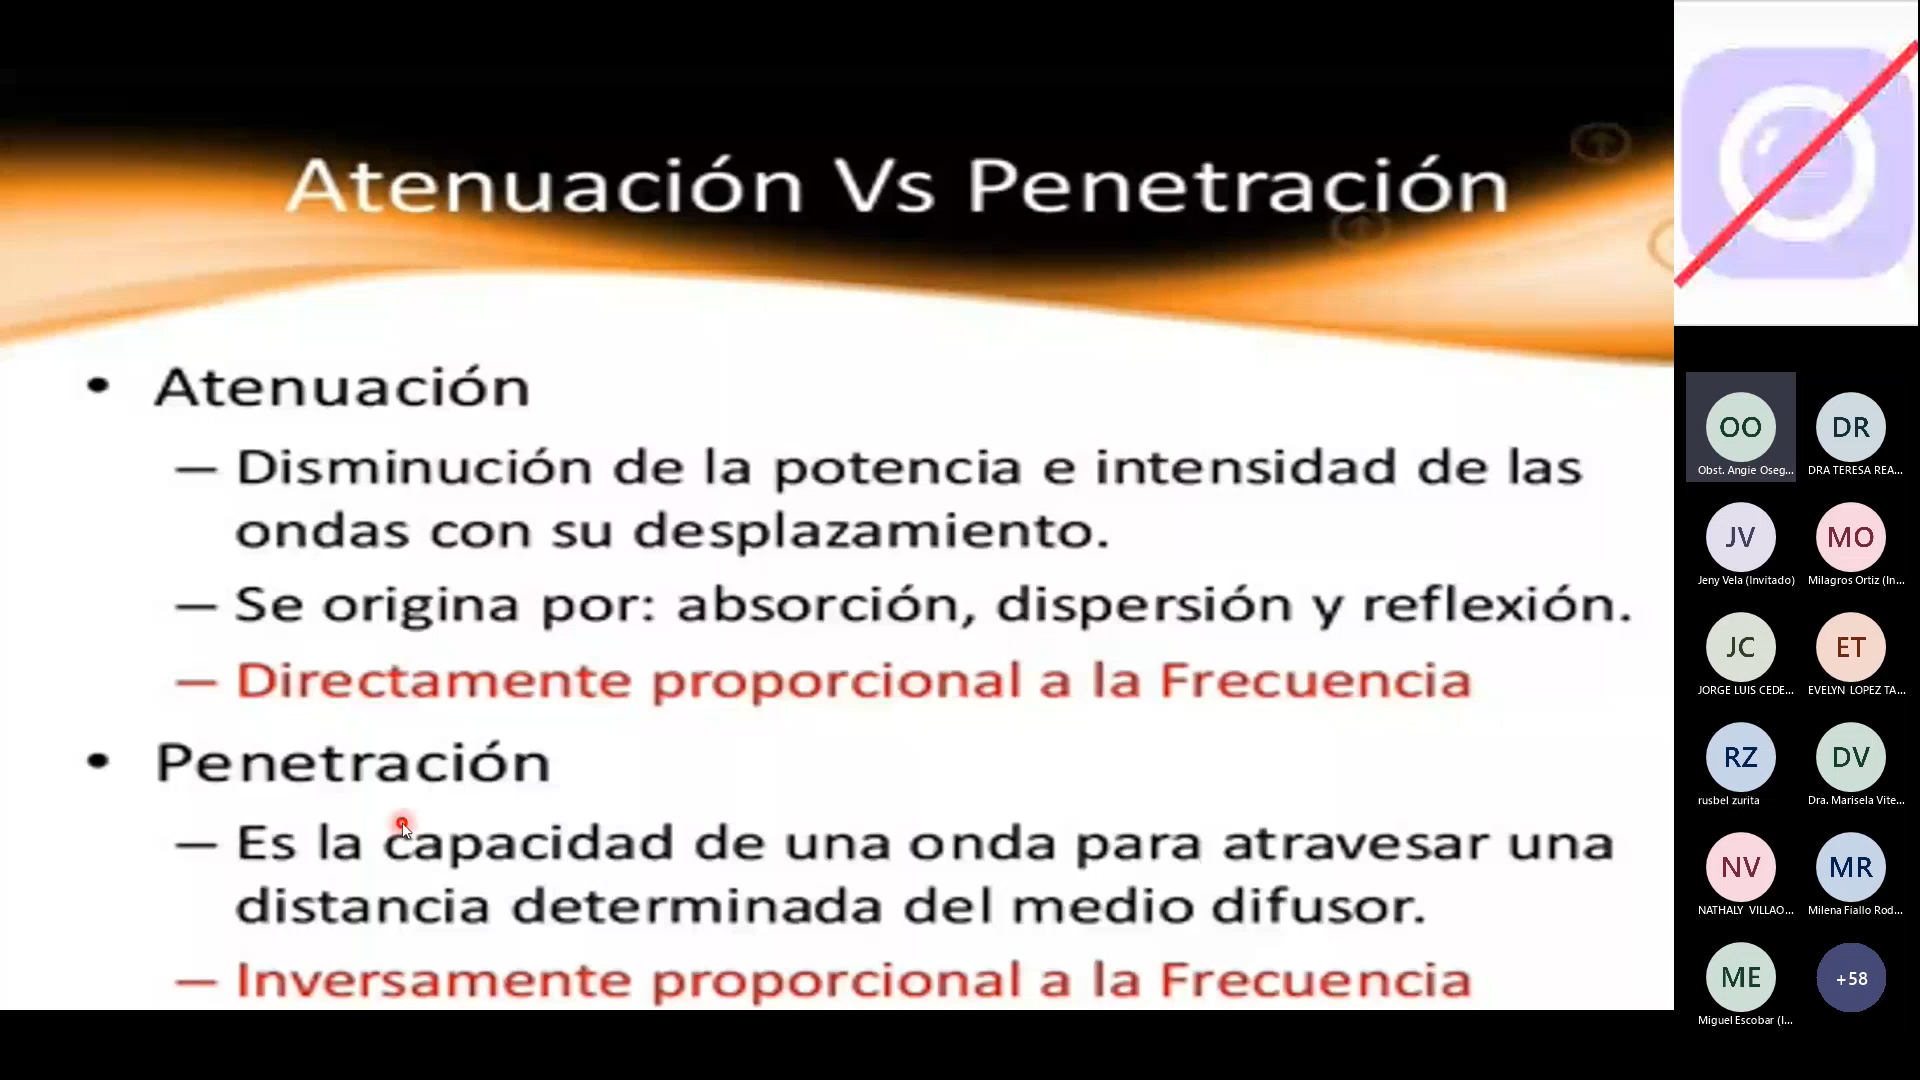 Atenuación Vs Penetración
• Atenuación
— Disminución de la potencia e intensidad de las
ondas con su desplazamiento.
— Se origina por: absorción, dispersión y reflexión.
— Directamente proporcional a la Frecuencia
• Penetración
— Es la capacidad de una onda para atravesar una
distancia determinada del medio difusor.
— Inversamente proporcional a la Frecuencia
OO DR
Obst. Angie Oseg... DRA TERESA REA...
JV MO
Jeny Vela (Invitado) Milagros Ortiz (In...
JC ET
JORGE LUIS CEDE... EVELYN LOPEZ TA...
RZ DV
rusbel zurita Dra. Marisela Vite...
NV MR
NATHALY VILLAO... Milena Fiallo Rod...
ME +58
Miguel Escobar (I...